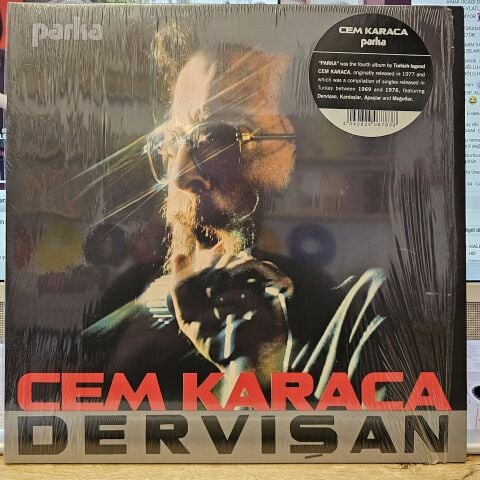 parka
CEM KARACA
parka
"PARKA" was the fourth album by Turkish legend
CEM KARACA, originally released in 1977 and
which was a compilation of singles released in
Turkey between 1969 and 1976, featuring
Dervişan, Kardaşlar, Apaşlar and Moğollar.
CEM KARACA
DERVİŞAN